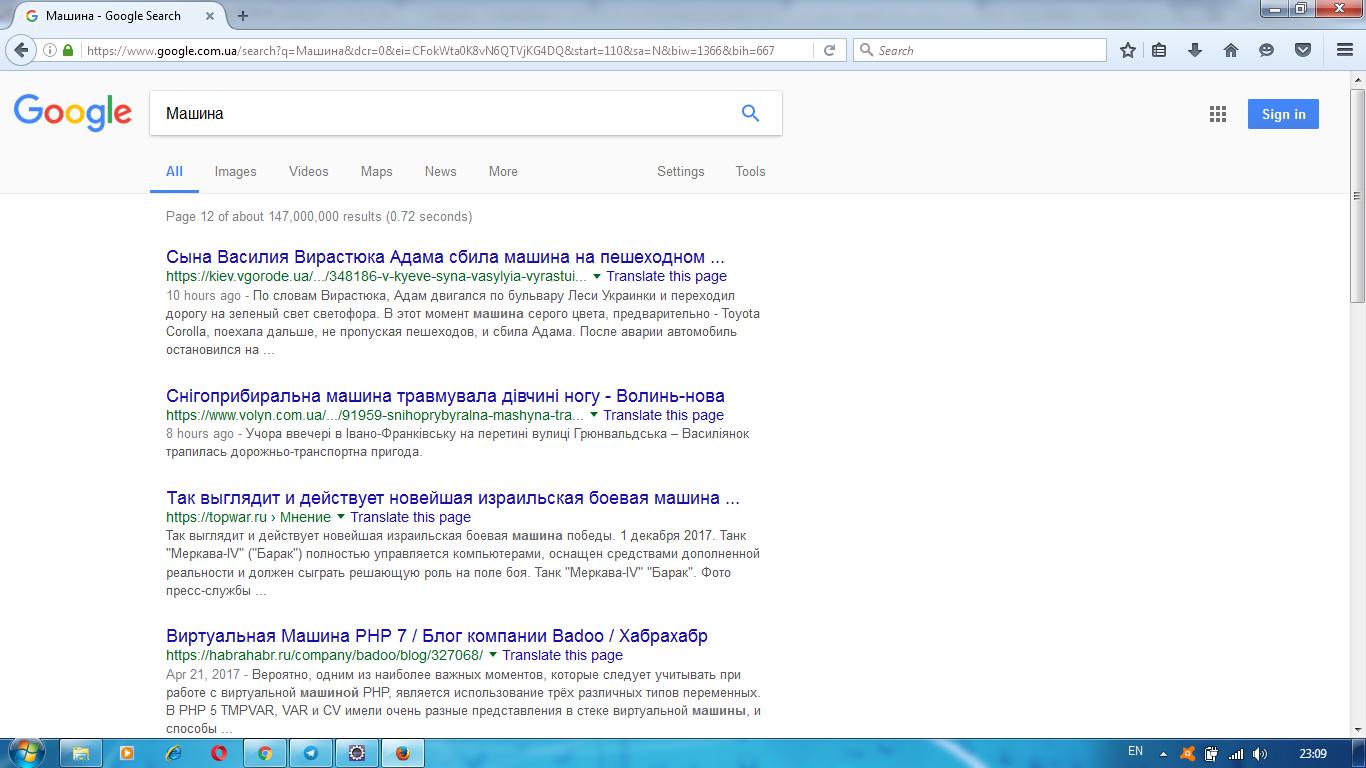 Машина - Google Search
https://www.google.com.ua/search?q=Машина&dcr=0&ei=CFokWta0K8vN6QTVjKG4DQ&start=110&sa=N&biw=1366&bih=667
Search
Google
Машина
Sign in
All Images Videos Maps News More Settings Tools
Page 12 of about 147,000,000 results (0.72 seconds)
Сына Василия Вирастюка Адама сбила машина на пешеходном ...
https://kiev.vgorode.ua/.../348186-v-kyeve-syna-vasylyia-vyrastui... Translate this page
10 hours ago - По словам Вирастюка, Адам двигался по бульвару Леси Украинки и переходил
дорогу на зеленый свет светофора. В этот момент машина серого цвета, предварительно - Toyota
Corolla, поехала дальше, не пропуская пешеходов, и сбила Адама. После аварии автомобиль
остановился на ...
Снігоприбиральна машина травмувала дівчині ногу - Волинь-нова
https://www.volyn.com.ua/.../91959-snihoprybyralna-mashyna-tra... Translate this page
8 hours ago - Учора ввечері в Івано-Франківську на перетині вулиці Грюнвальдська – Василіянок
трапилась дорожньо-транспортна пригода.
Так выглядит и действует новейшая израильская боевая машина ...
https://topwar.ru › Мнение Translate this page
Так выглядит и действует новейшая израильская боевая машина победы. 1 декабря 2017. Танк
"Меркава-IV" ("Барак") полностью управляется компьютерами, оснащен средствами дополненной
реальности и должен сыграть решающую роль на поле боя. Танк "Меркава-IV" "Барак". Фото
пресс-службы ...
Виртуальная Машина PHP 7 / Блог компании Badoo / Хабрахабр
https://habrahabr.ru/company/badoo/blog/327068/ Translate this page
Apr 21, 2017 - Вероятно, одним из наиболее важных моментов, которые следует учитывать при
работе с виртуальной машиной PHP, является использование трёх различных типов переменных.
В PHP 5 TMPVAR, VAR и CV имели очень разные представления в стеке виртуальной машины, и
способы ...
EN 23:09